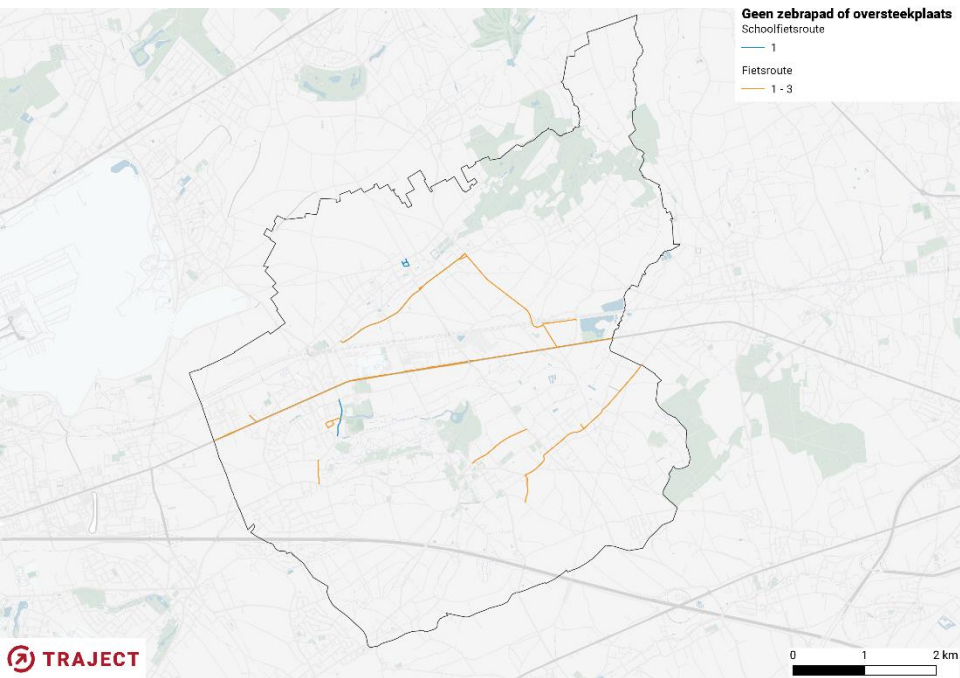 Geen zebrapad of oversteekplaats
Schoolfietsroute
1
Fietsroute
1 - 3
TRAJECT
0 1 2 km